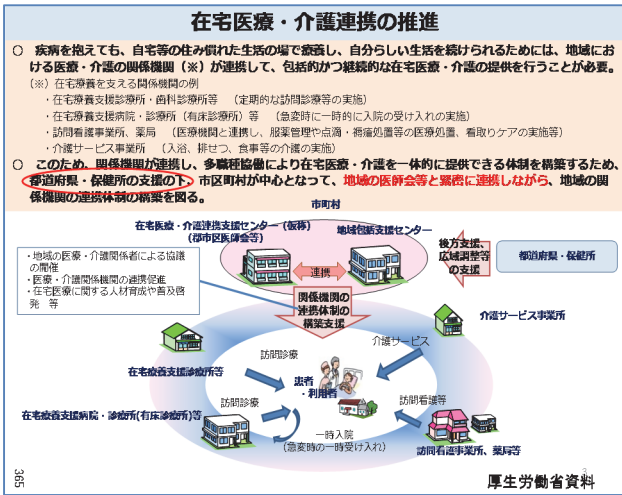 在宅医療・介護連携の推進
○ 疾病を抱えても、自宅等の住み慣れた生活の場で療養し、自分らしい生活を続けられるためには、地域にお
ける医療・介護の関係機関（※）が連携して、包括的かつ継続的な在宅医療・介護の提供を行うことが必要。
（※）在宅療養を支える関係機関の例
・在宅療養支援診療所・歯科診療所等　（定期的な訪問診療等の実施）
・在宅療養支援病院・診療所（有床診療所）等　（急変時に一時的に入院の受け入れの実施）
・訪問看護事業所、薬局　（医療機関と連携し、服薬管理や点滴・褥瘡処置等の医療処置、看取りケアの実施等）
・介護サービス事業所　（入浴、排せつ、食事等の介護の実施）
○ このため、関係機関が連携し、多職種協働により在宅医療・介護を一体的に提供できる体制を構築するため、
都道府県・保健所の支援の下、市区町村が中心となって、地域の医師会等と緊密に連携しながら、地域の関
係機関の連携体制の構築を図る。
市町村
在宅医療・介護連携支援センター（仮称）
（郡市区医師会等）
地域包括支援センター
連携
後方支援、
広域調整等
の支援
都道府県・保健所
・地域の医療・介護関係者による協議
の開催
・医療・介護関係機関の連携促進
・在宅医療に関する人材育成や普及啓
発　等
関係機関の
連携体制の
構築支援
介護サービス事業所
訪問診療
介護サービス
在宅療養支援診療所等
患者
・利用者
訪問診療
訪問看護等
在宅療養支援病院・診療所(有床診療所)等
一時入院
（急変時の一時受け入れ）
訪問看護事業所、薬局等
3
365
厚生労働省資料